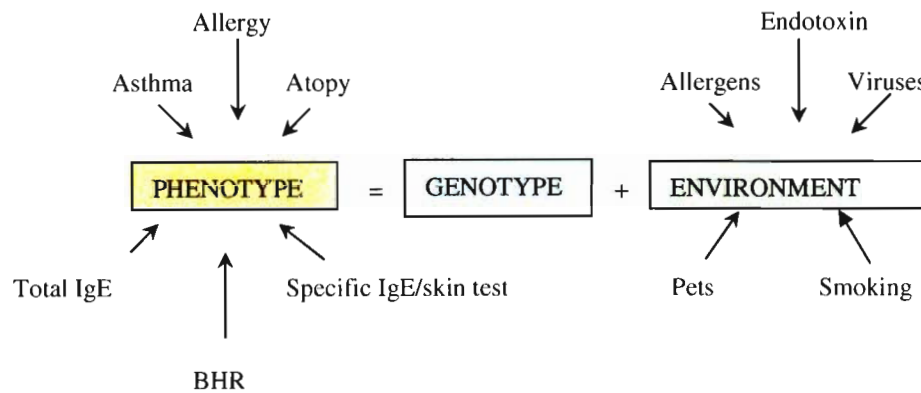 Allergy
Endotoxin
Asthma
Atopy
Allergens
Viruses
PHENOTYPE = GENOTYPE + ENVIRONMENT
Total IgE
Specific IgE/skin test
Pets
Smoking
BHR